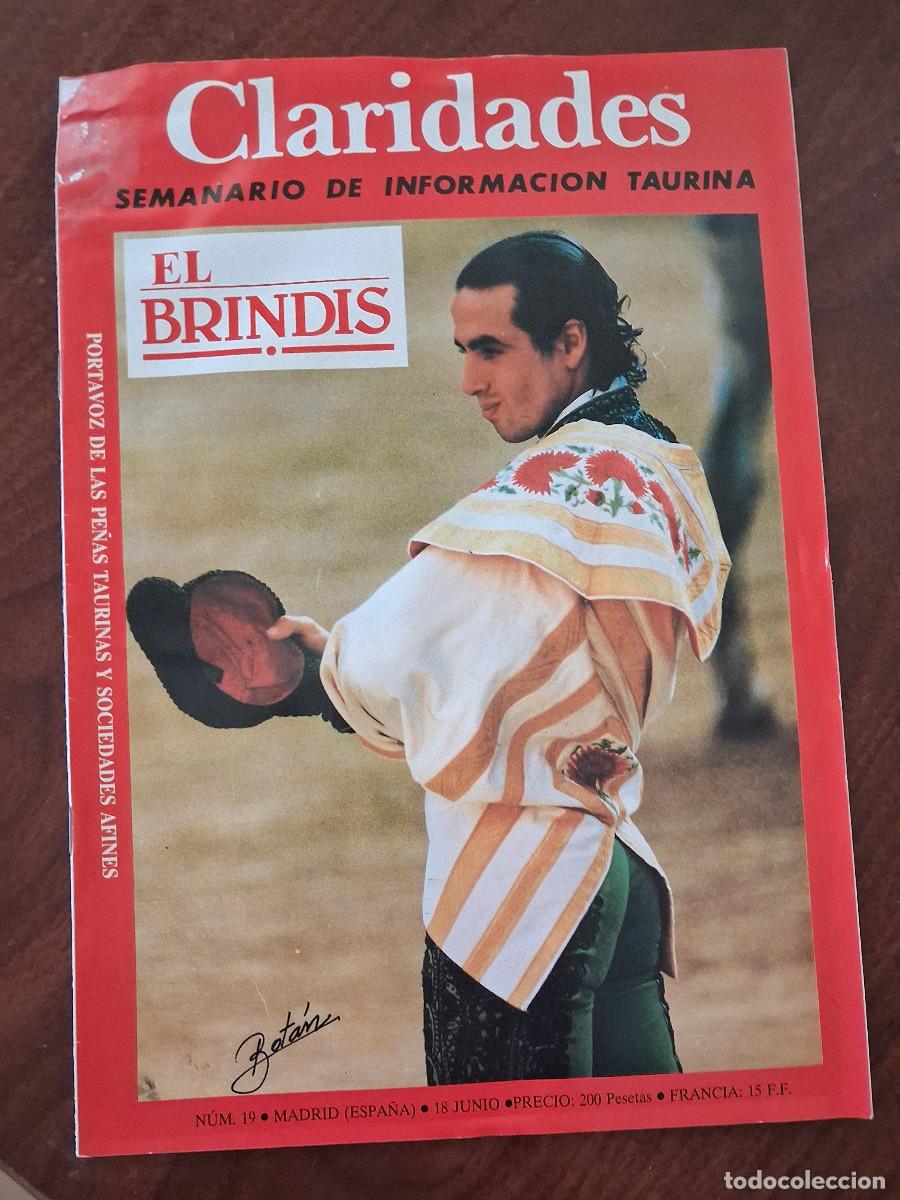 Claridades
SEMANARIO DE INFORMACION TAURINA
EL
BRINDIS
PORTAVOZ DE LAS PEÑAS TAURINAS Y SOCIEDADES AFINES
Botán
NÚM. 19 ● MADRID (ESPAÑA) ● 18 JUNIO ●PRECIO: 200 Pesetas ● FRANCIA: 15 F.F.
todocoleccion